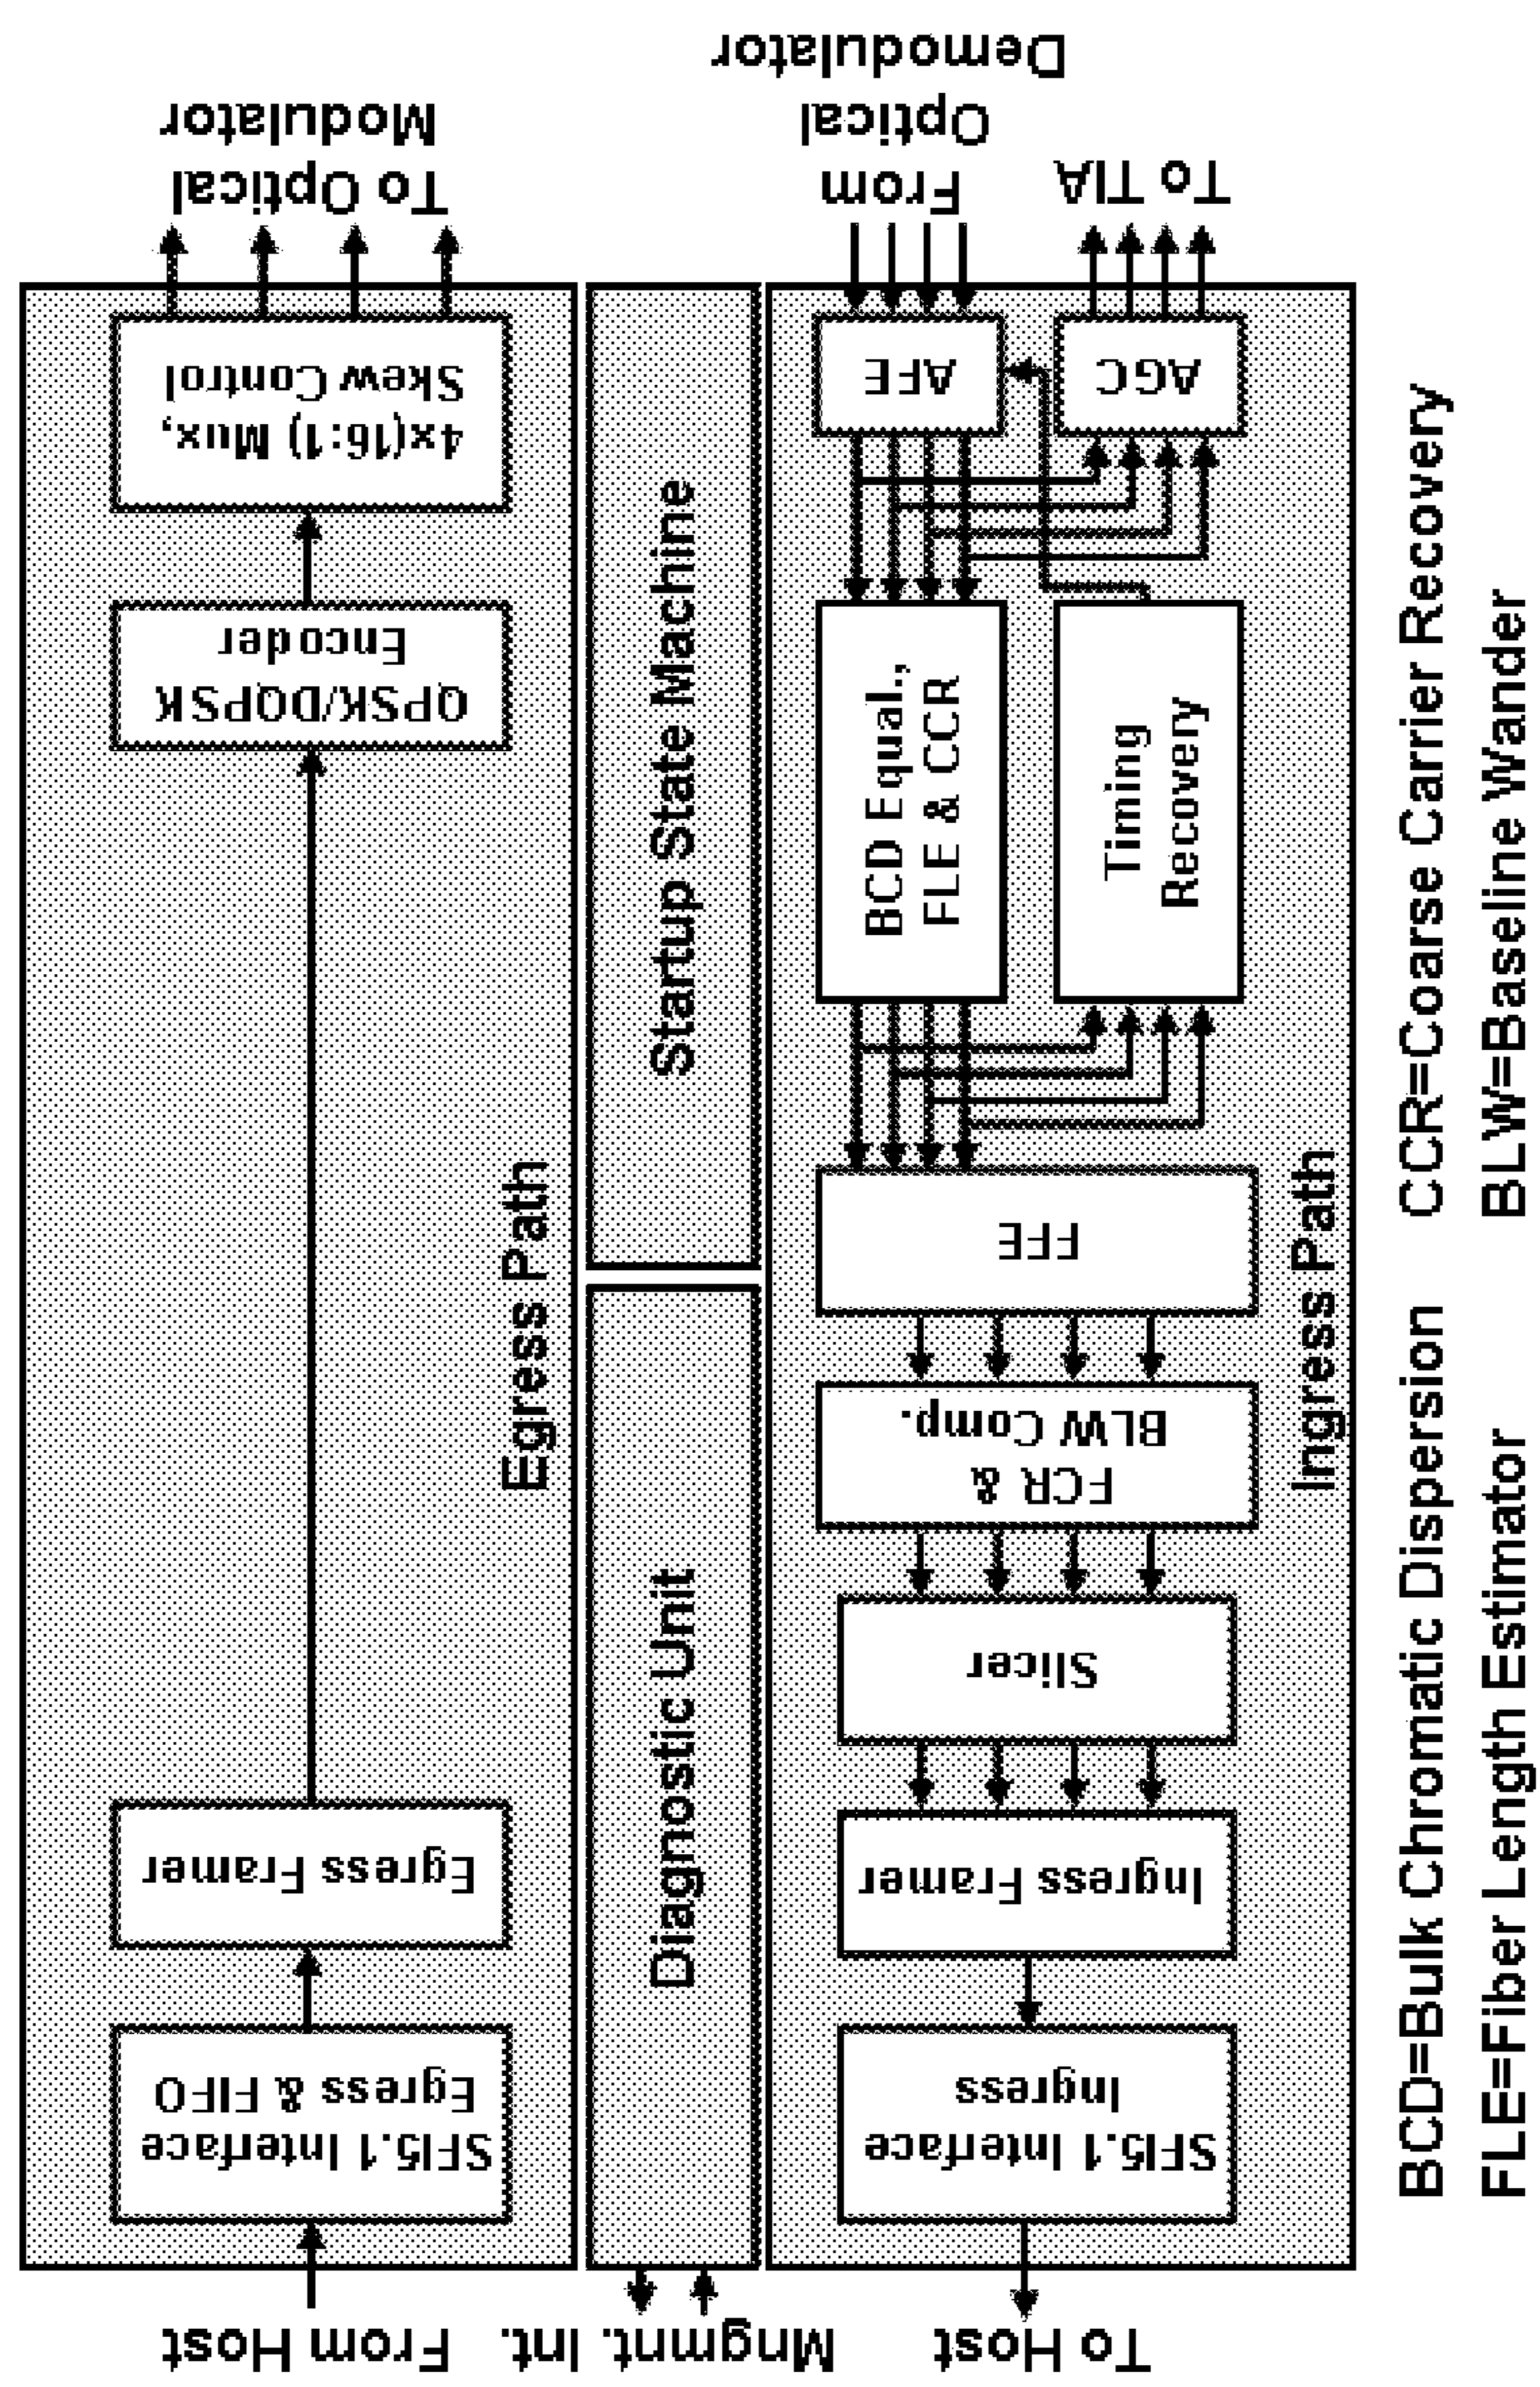 From Host
SFI5.1 Interface
Egress & FIFO
Egress Framer
QPSK/DQPSK
Encoder
4x(16:1) Mux,
Skew Control
To Optical
Modulator
Egress Path
Mngmnt. Int.
Diagnostic Unit
Startup State Machine
To Host
SFI5.1 Interface
Ingress
Ingress Framer
Slicer
FCR &
BLW Comp.
FFE
BCD Equal.,
FLE & CCR
Timing
Recovery
AFE
AGC
From
Optical
Demodulator
To TIA
Ingress Path
BCD=Bulk Chromatic Dispersion
CCR=Coarse Carrier Recovery
FLE=Fiber Length Estimator
BLW=Baseline Wander